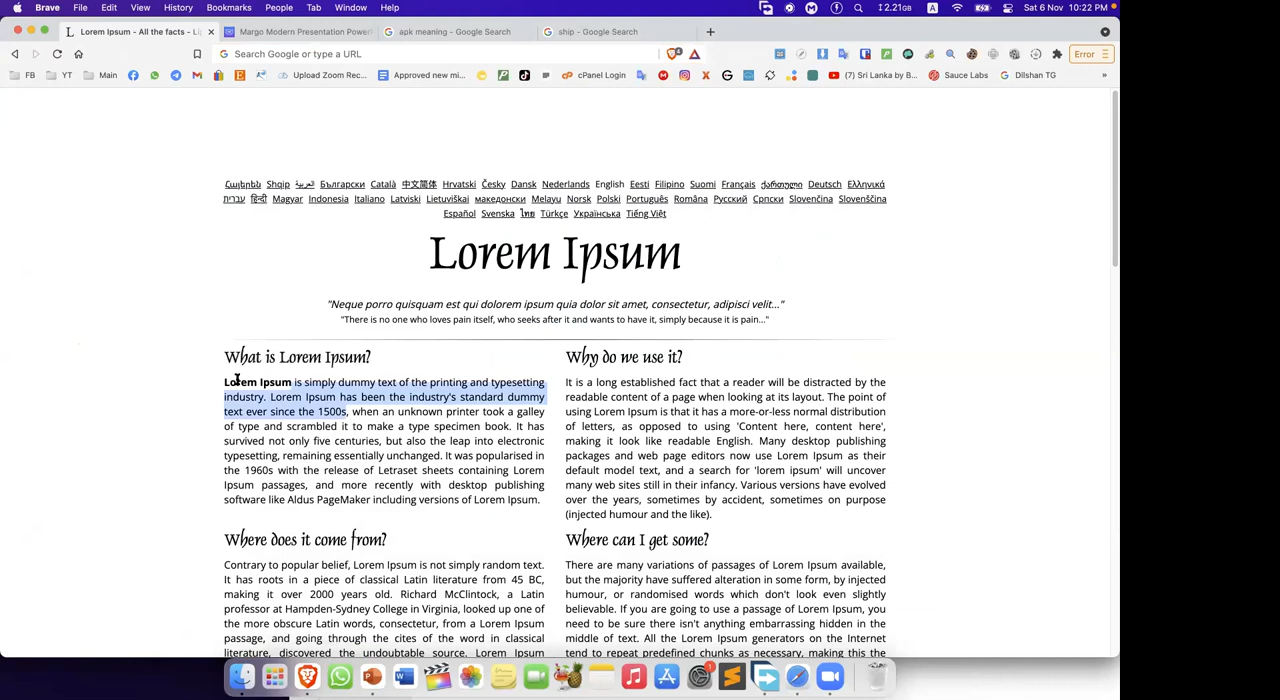 Brave File Edit View History Bookmarks People Tab Window Help 2.21GB A Sat 6 Nov 10:22 PM
Lorem Ipsum - All the facts - Margo Modern Presentation Power apk meaning - Google Search ship - Google Search
Search Google or type a URL Error
FB YT Main Upload Zoom Rec... Approved new mi... cPanel Login (7) Sri Lanka by B... Sauce Labs Dilshan TG
Հայերեն Shqip العربية Български Català 中文简体 Hrvatski Česky Dansk Nederlands English Eesti Filipino Suomi Français ქართული Deutsch Ελληνικά
עברית हिन्दी Magyar Indonesia Italiano Latviski Lietuviškai македонски Melayu Norsk Polski Português Româna Pyccкий Српски Slovenčina Slovenščina
Español Svenska ไทย Türkçe Українська Tiếng Việt
Lorem Ipsum
"Neque porro quisquam est qui dolorem ipsum quia dolor sit amet, consectetur, adipisci velit..."
"There is no one who loves pain itself, who seeks after it and wants to have it, simply because it is pain..."
What is Lorem Ipsum?
Lorem Ipsum is simply dummy text of the printing and typesetting
industry. Lorem Ipsum has been the industry's standard dummy
text ever since the 1500s, when an unknown printer took a galley
of type and scrambled it to make a type specimen book. It has
survived not only five centuries, but also the leap into electronic
typesetting, remaining essentially unchanged. It was popularised in
the 1960s with the release of Letraset sheets containing Lorem
Ipsum passages, and more recently with desktop publishing
software like Aldus PageMaker including versions of Lorem Ipsum.
Why do we use it?
It is a long established fact that a reader will be distracted by the
readable content of a page when looking at its layout. The point of
using Lorem Ipsum is that it has a more-or-less normal distribution
of letters, as opposed to using 'Content here, content here',
making it look like readable English. Many desktop publishing
packages and web page editors now use Lorem Ipsum as their
default model text, and a search for 'lorem ipsum' will uncover
many web sites still in their infancy. Various versions have evolved
over the years, sometimes by accident, sometimes on purpose
(injected humour and the like).
Where does it come from?
Contrary to popular belief, Lorem Ipsum is not simply random text.
It has roots in a piece of classical Latin literature from 45 BC,
making it over 2000 years old. Richard McClintock, a Latin
professor at Hampden-Sydney College in Virginia, looked up one of
the more obscure Latin words, consectetur, from a Lorem Ipsum
passage, and going through the cites of the word in classical
literature, discovered the undoubtable source. Lorem Ipsum
Where can I get some?
There are many variations of passages of Lorem Ipsum available,
but the majority have suffered alteration in some form, by injected
humour, or randomised words which don't look even slightly
believable. If you are going to use a passage of Lorem Ipsum, you
need to be sure there isn't anything embarrassing hidden in the
middle of text. All the Lorem Ipsum generators on the Internet
tend to repeat predefined chunks as necessary, making this the